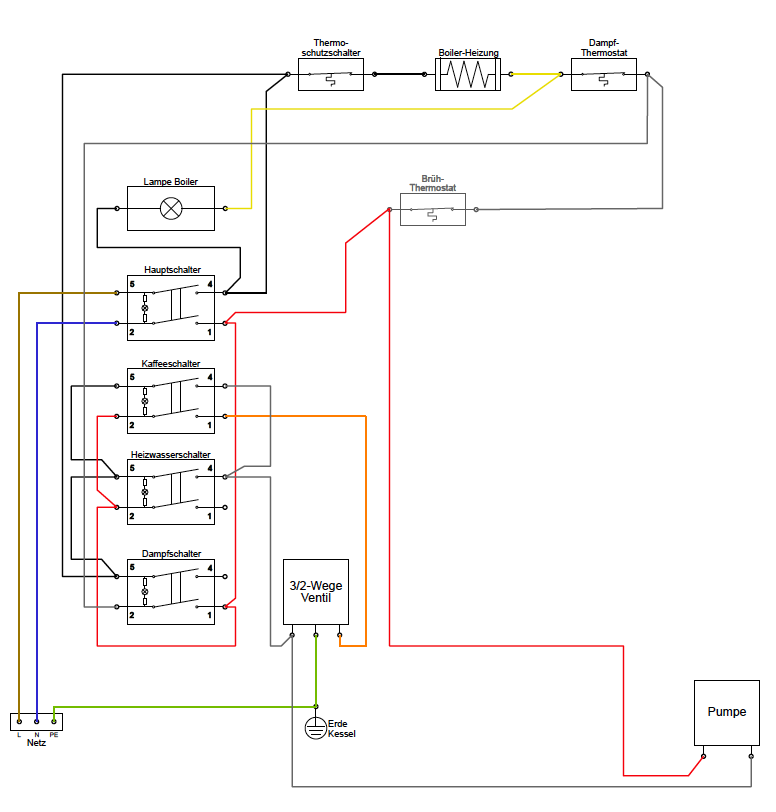 Thermo-
schutzschalter
Boiler-Heizung
Dampf-
Thermostat
Lampe Boiler
Brüh-
Thermostat
Hauptschalter
5 4
2 1
Kaffeeschalter
5 4
2 1
Heizwasserschalter
5 4
2 1
Dampfschalter
5 4
2 1
3/2-Wege
Ventil
Pumpe
L N PE
Netz
Erde
Kessel